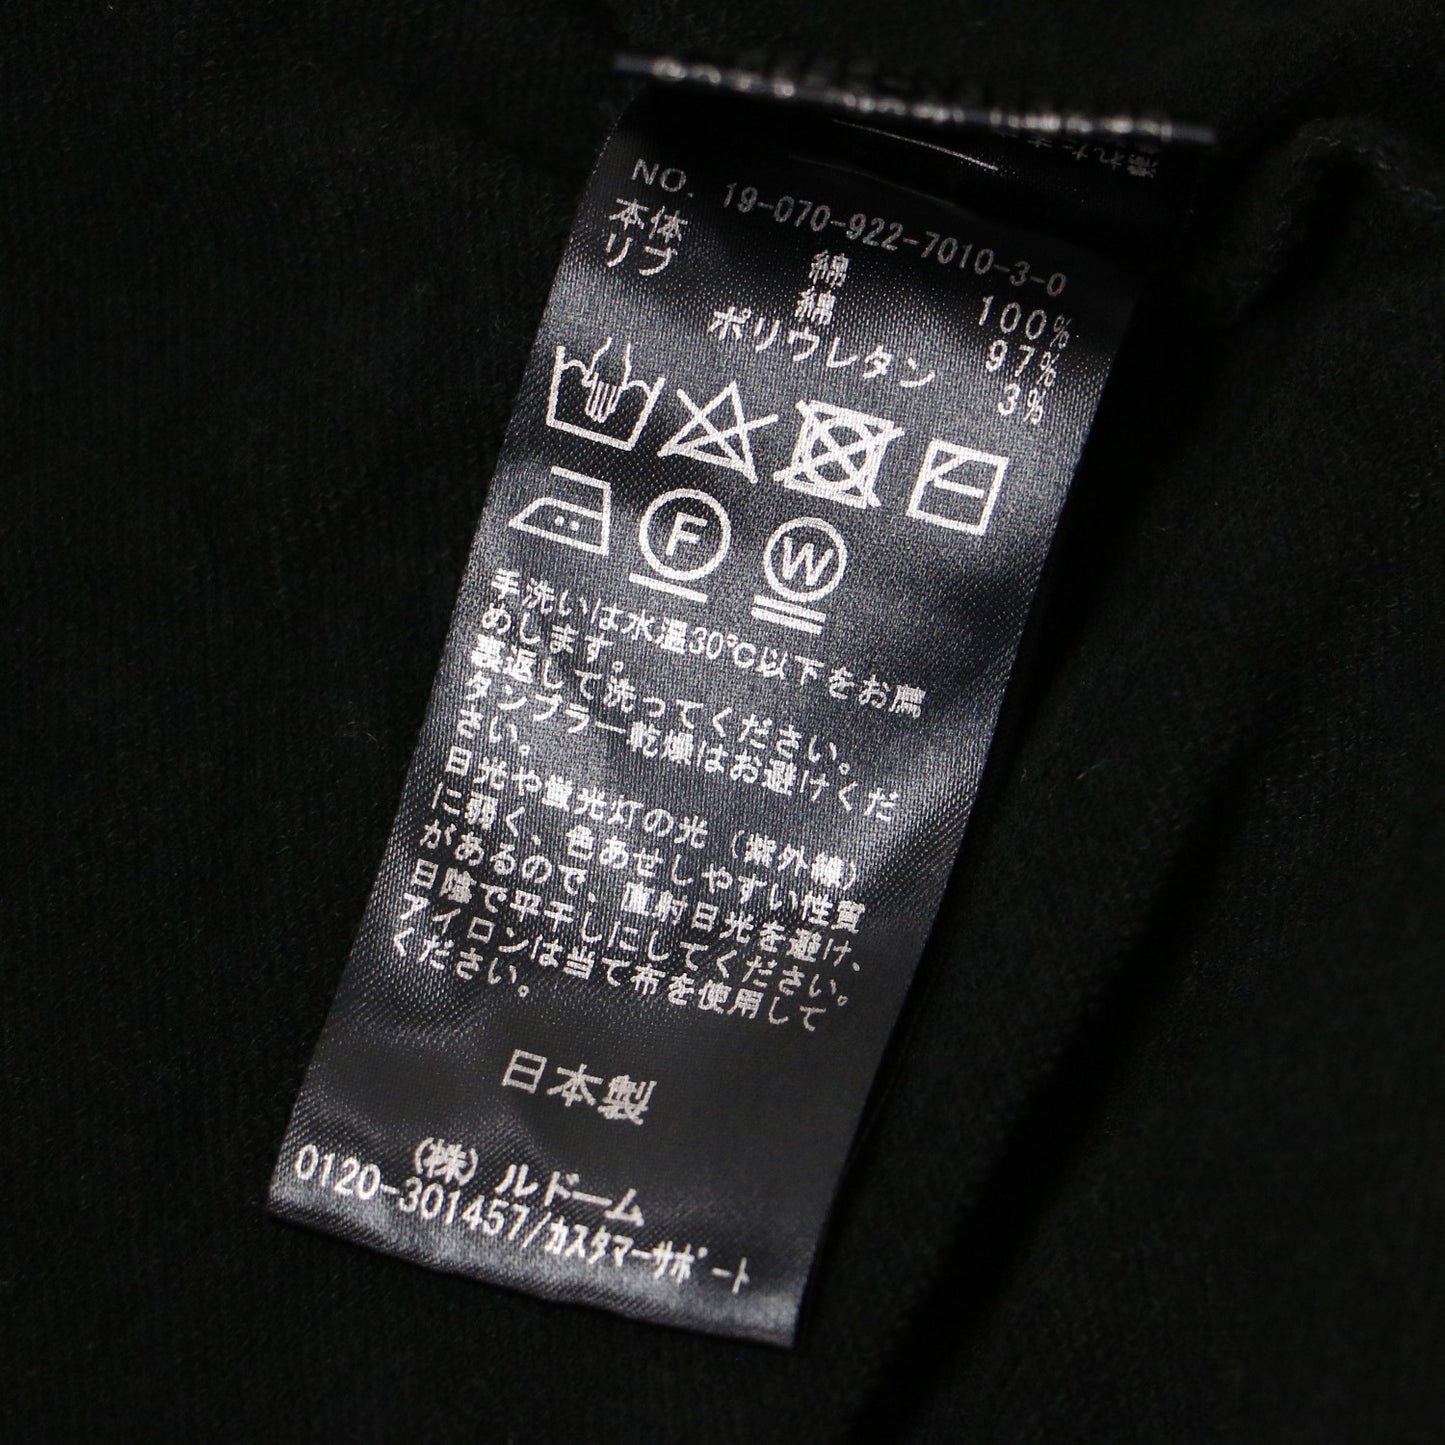 NO. 19-070-922-7010-3-0
本体 綿 100%
リブ 綿 97%
ポリウレタン 3%
F W
手洗いは水温30℃以下をお薦
めします。
裏返して洗ってください。
タンブラー乾燥はお避けくだ
さい。
日光や蛍光灯の光（紫外線）
に弱く、色あせしやすい性質
があるので、直射日光を避け、
日陰で平干しにしてください。
アイロンは当て布を使用して
ください。
日本製
（株）ルドーム
0120-301457/カスタマーサポート